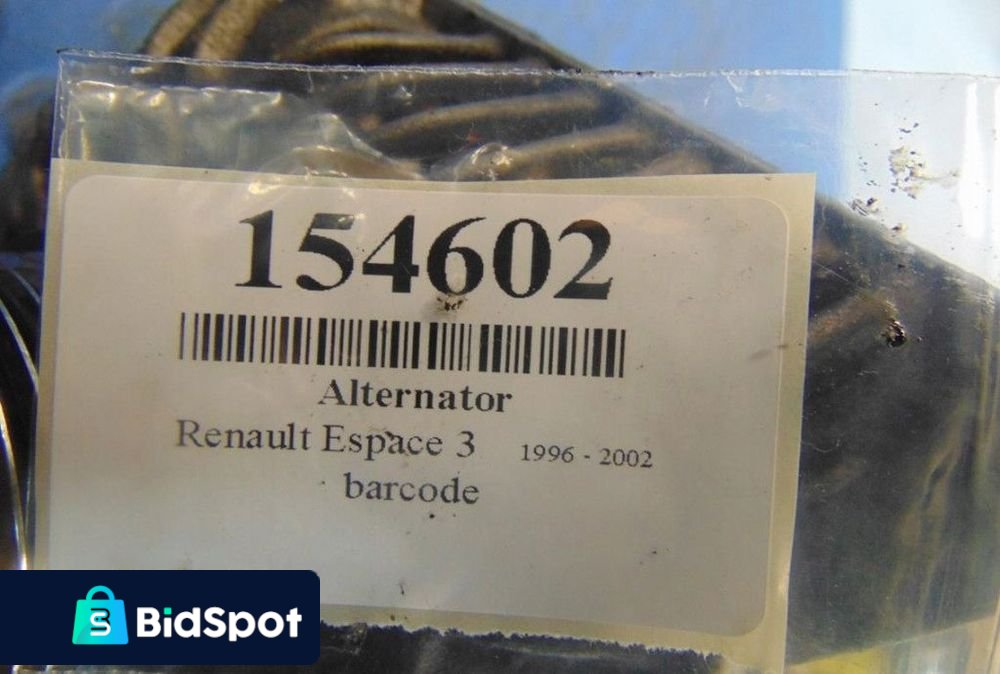 154602
Alternator
Renault Espace 3 1996 - 2002
barcode
S BidSpot